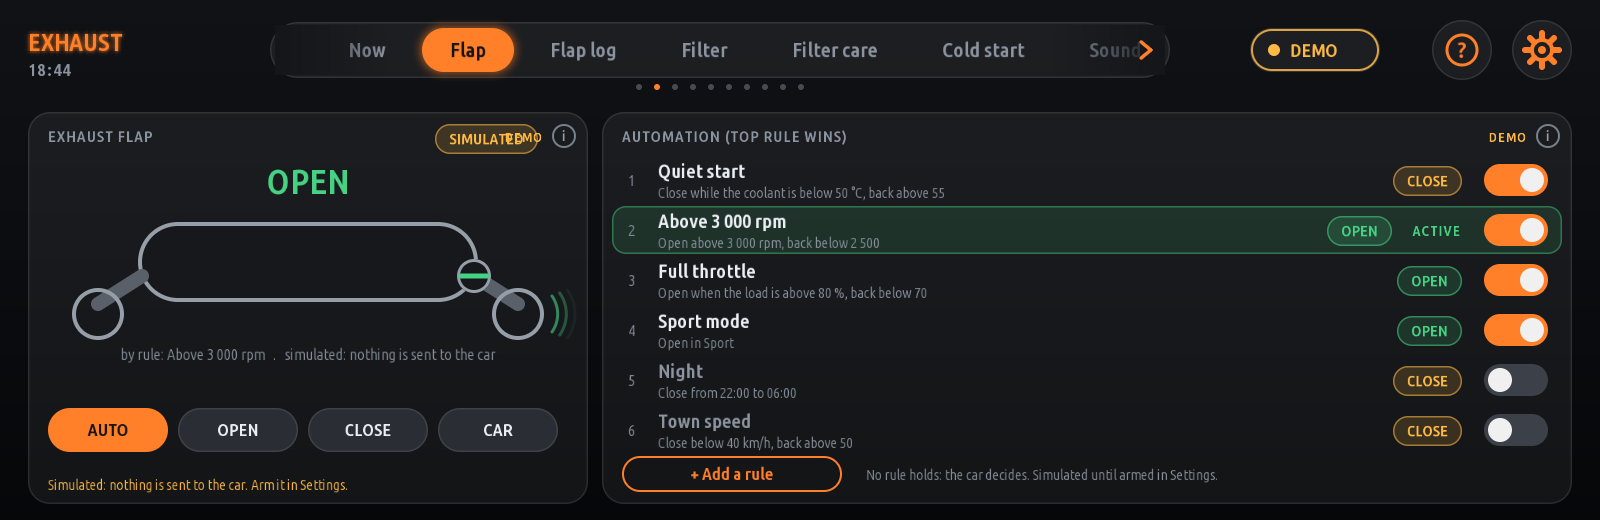 EXHAUST
18:44
Now
Flap
Flap log
Filter
Filter care
Cold start
Sound
DEMO
?
EXHAUST FLAP
SIMULATED
DEMO
i
OPEN
by rule: Above 3 000 rpm . simulated: nothing is sent to the car
AUTO
OPEN
CLOSE
CAR
Simulated: nothing is sent to the car. Arm it in Settings.
AUTOMATION (TOP RULE WINS)
DEMO
i
1
Quiet start
Close while the coolant is below 50 °C, back above 55
CLOSE
2
Above 3 000 rpm
Open above 3 000 rpm, back below 2 500
OPEN
ACTIVE
3
Full throttle
Open when the load is above 80 %, back below 70
OPEN
4
Sport mode
Open in Sport
OPEN
5
Night
Close from 22:00 to 06:00
CLOSE
6
Town speed
Close below 40 km/h, back above 50
CLOSE
+ Add a rule
No rule holds: the car decides. Simulated until armed in Settings.